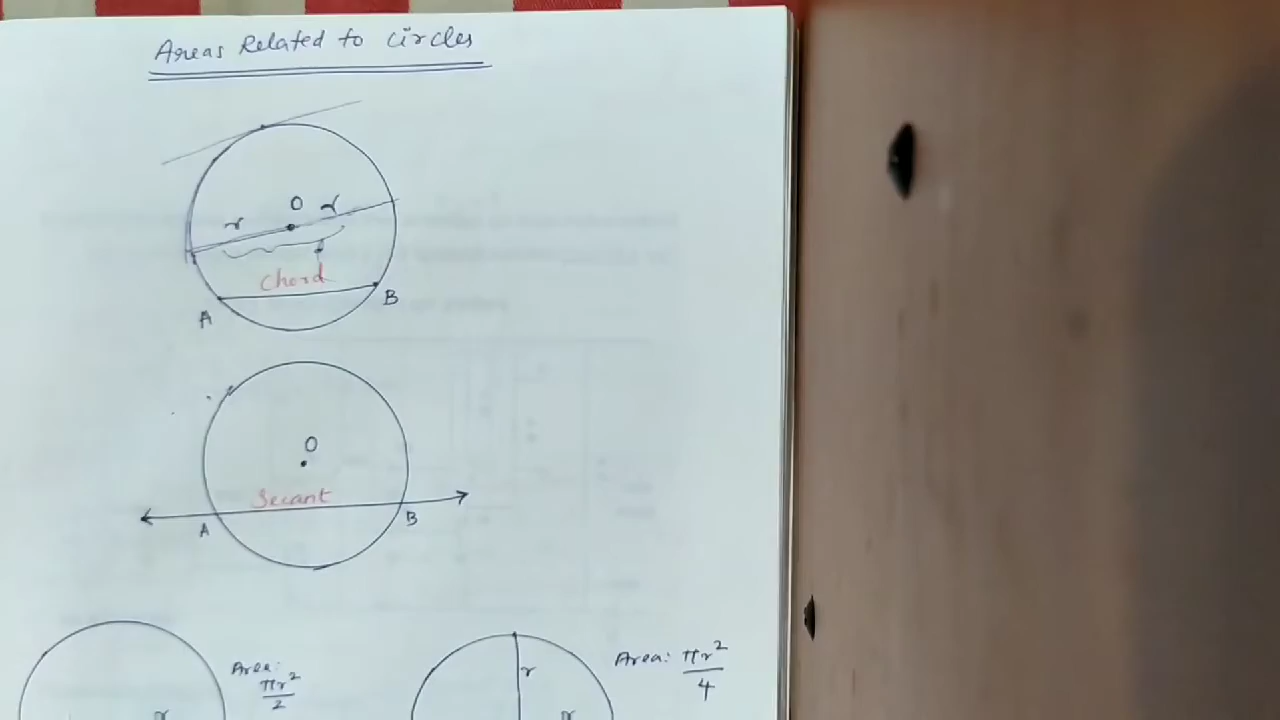 Areas Related to Circles
O
r
r
Chord
A
B
O
Secant
A
B
Area:
πr²/2
r
Area: πr²/4
r
r